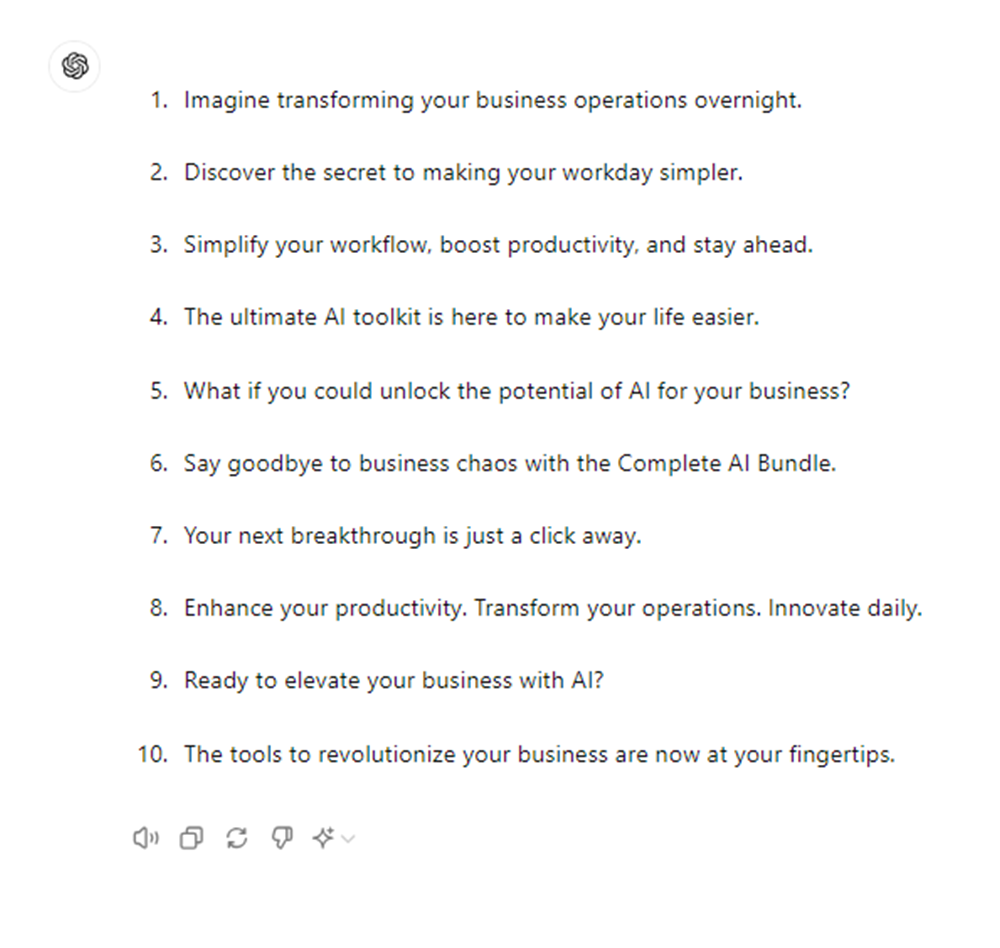 1. Imagine transforming your business operations overnight.
2. Discover the secret to making your workday simpler.
3. Simplify your workflow, boost productivity, and stay ahead.
4. The ultimate AI toolkit is here to make your life easier.
5. What if you could unlock the potential of AI for your business?
6. Say goodbye to business chaos with the Complete AI Bundle.
7. Your next breakthrough is just a click away.
8. Enhance your productivity. Transform your operations. Innovate daily.
9. Ready to elevate your business with AI?
10. The tools to revolutionize your business are now at your fingertips.